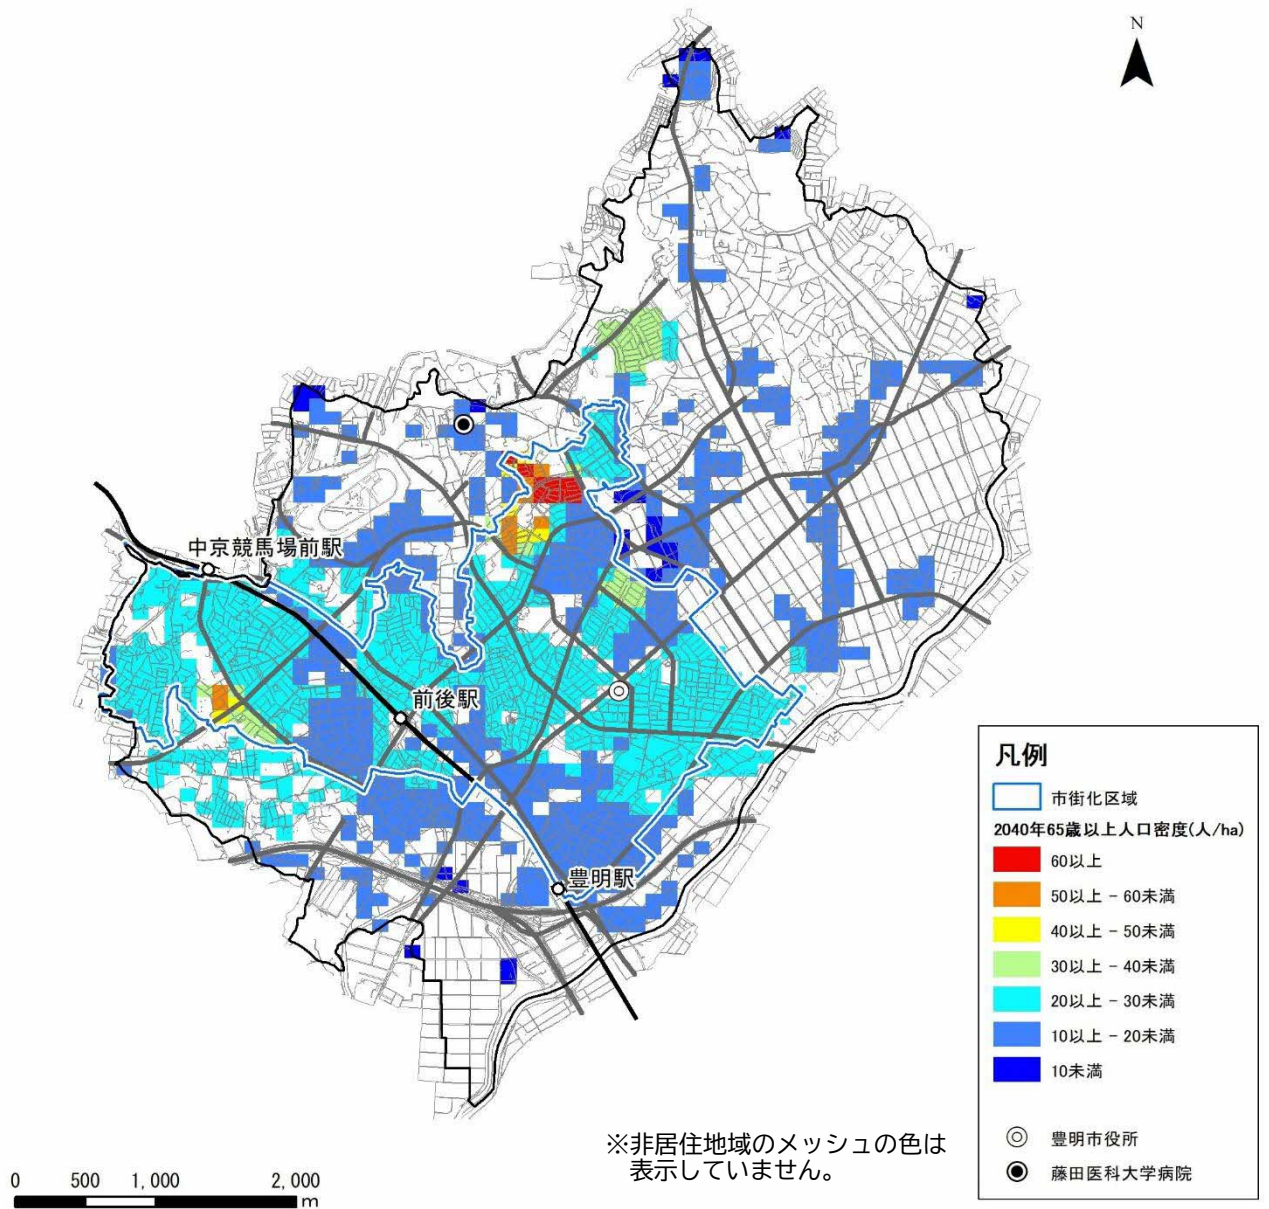 N
中京競馬場前駅
前後駅
豊明駅
凡例
市街化区域
2040年65歳以上人口密度(人/ha)
60以上
50以上 - 60未満
40以上 - 50未満
30以上 - 40未満
20以上 - 30未満
10以上 - 20未満
10未満
豊明市役所
藤田医科大学病院
※非居住地域のメッシュの色は
表示していません。
0 500 1,000 2,000
m